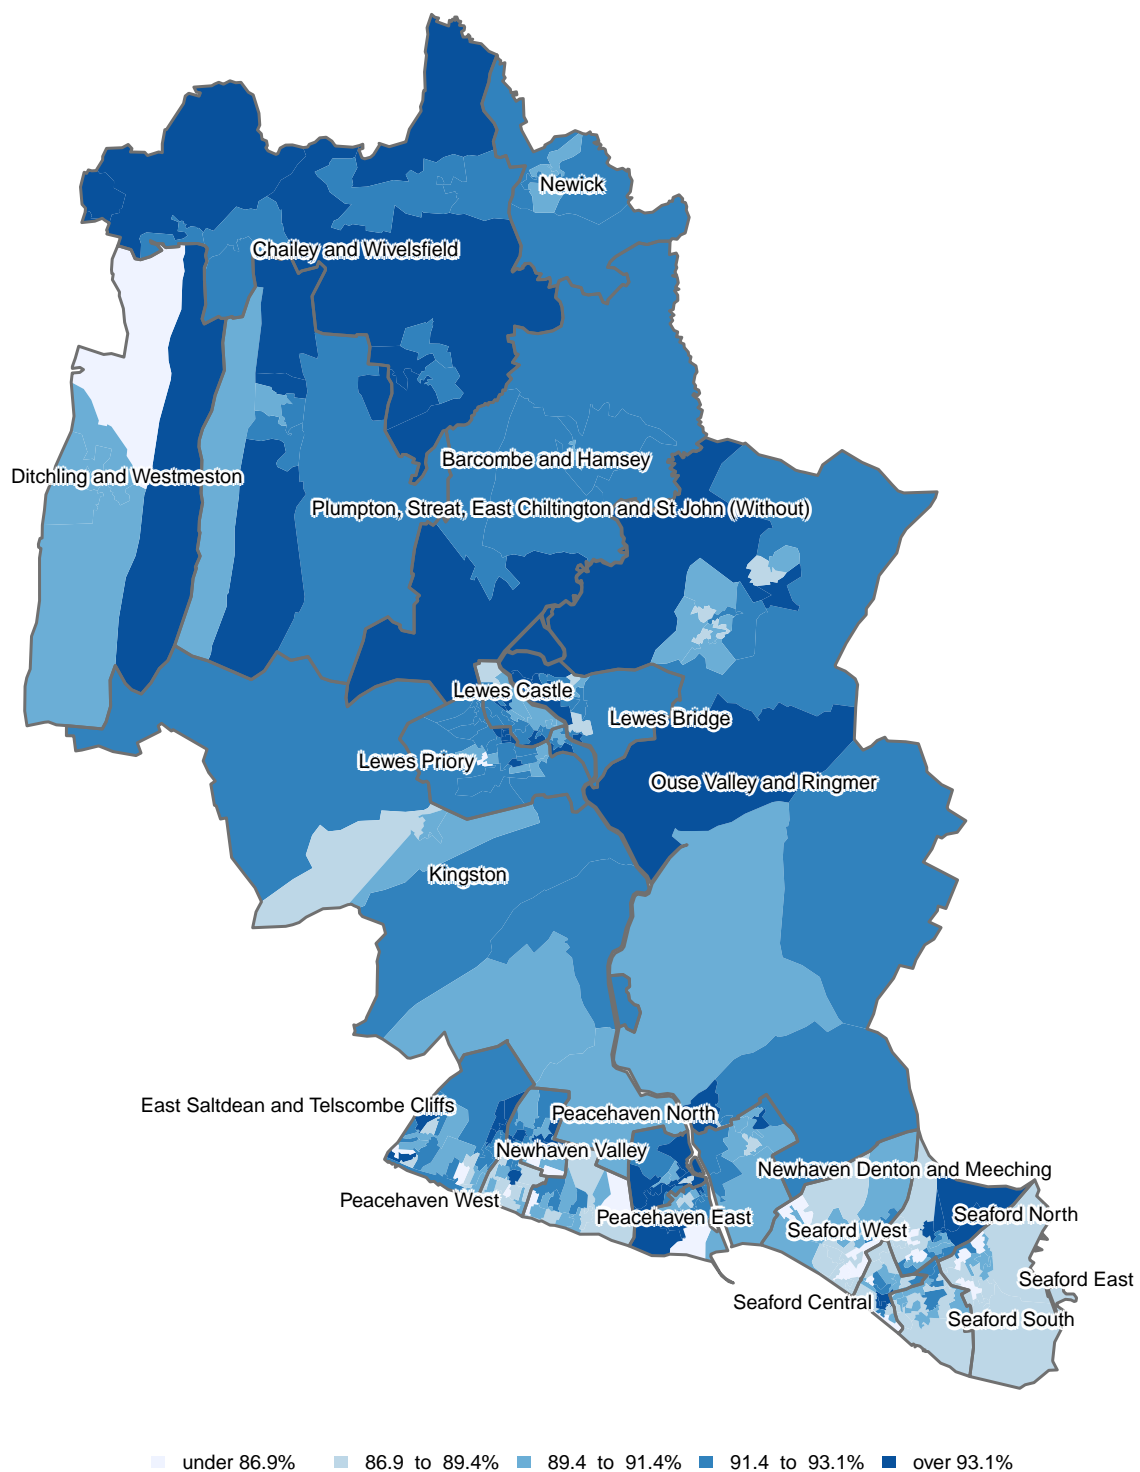 Newick
Chailey and Wivelsfield
Barcombe and Hamsey
Ditchling and Westmeston
Plumpton, Streat, East Chiltington and St John (Without)
Lewes Castle
Lewes Bridge
Lewes Priory
Ouse Valley and Ringmer
Kingston
East Saltdean and Telscombe Cliffs
Peacehaven North
Newhaven Valley
Newhaven Denton and Meeching
Peacehaven West
Peacehaven East
Seaford North
Seaford West
Seaford East
Seaford Central
Seaford South
under 86.9% 86.9 to 89.4% 89.4 to 91.4% 91.4 to 93.1% over 93.1%